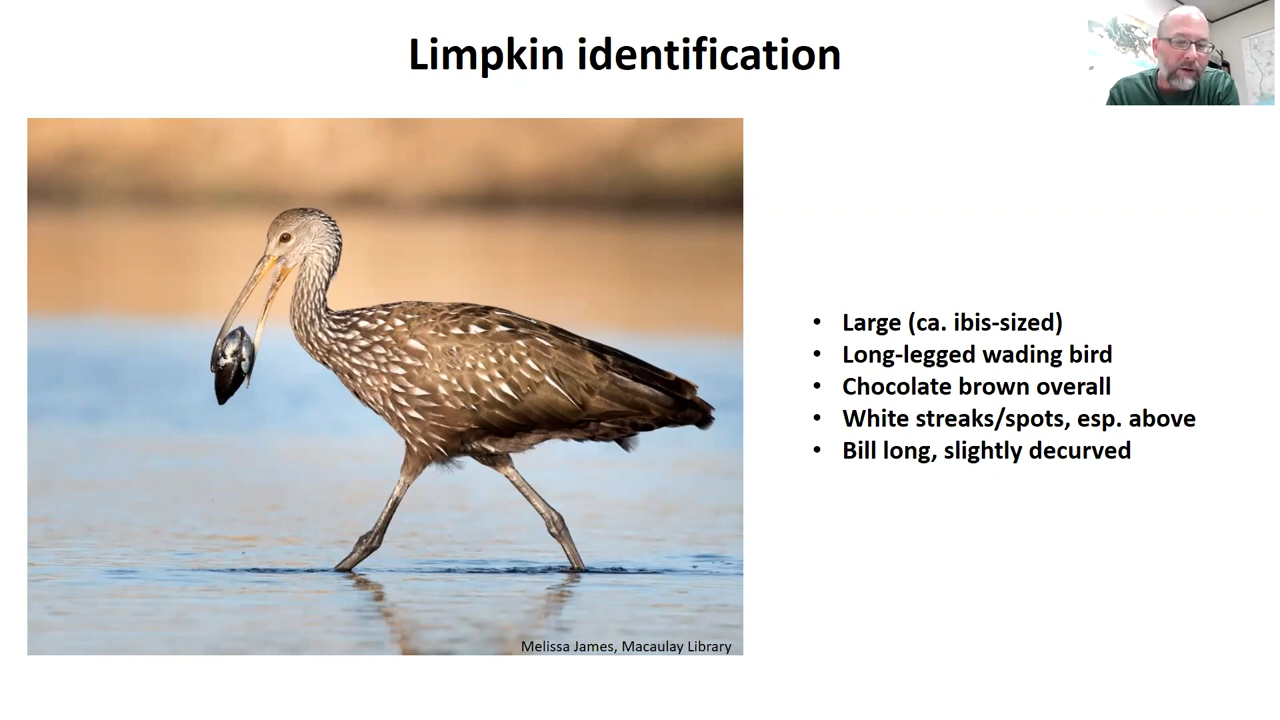 Limpkin identification
• Large (ca. ibis-sized)
• Long-legged wading bird
• Chocolate brown overall
• White streaks/spots, esp. above
• Bill long, slightly decurved
Melissa James, Macaulay Library